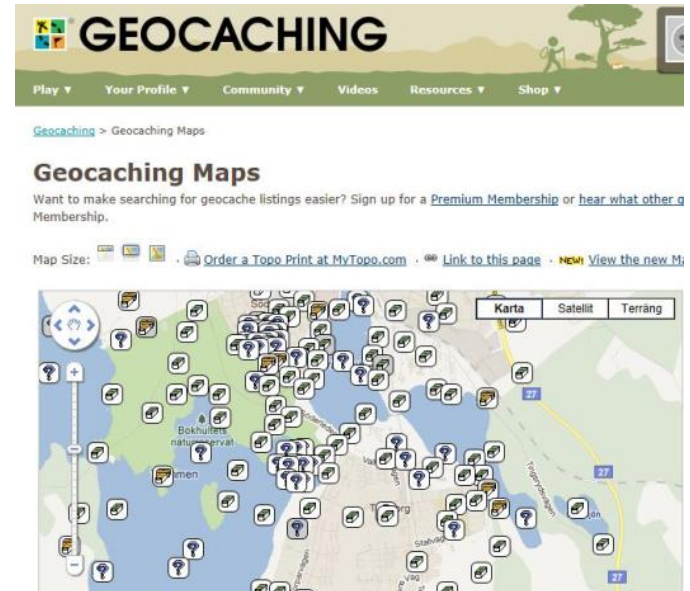 GEOCACHING
Play ▼ Your Profile ▼ Community ▼ Videos Resources ▼ Shop ▼
Geocaching > Geocaching Maps
Geocaching Maps
Want to make searching for geocache listings easier? Sign up for a Premium Membership or hear what other
Membership.
Map Size: · Order a Topo Print at MyTopo.com · Link to this page · NEW! View the new
Karta Satellit Terräng
27
Bokhultets
naturreservat
27
27